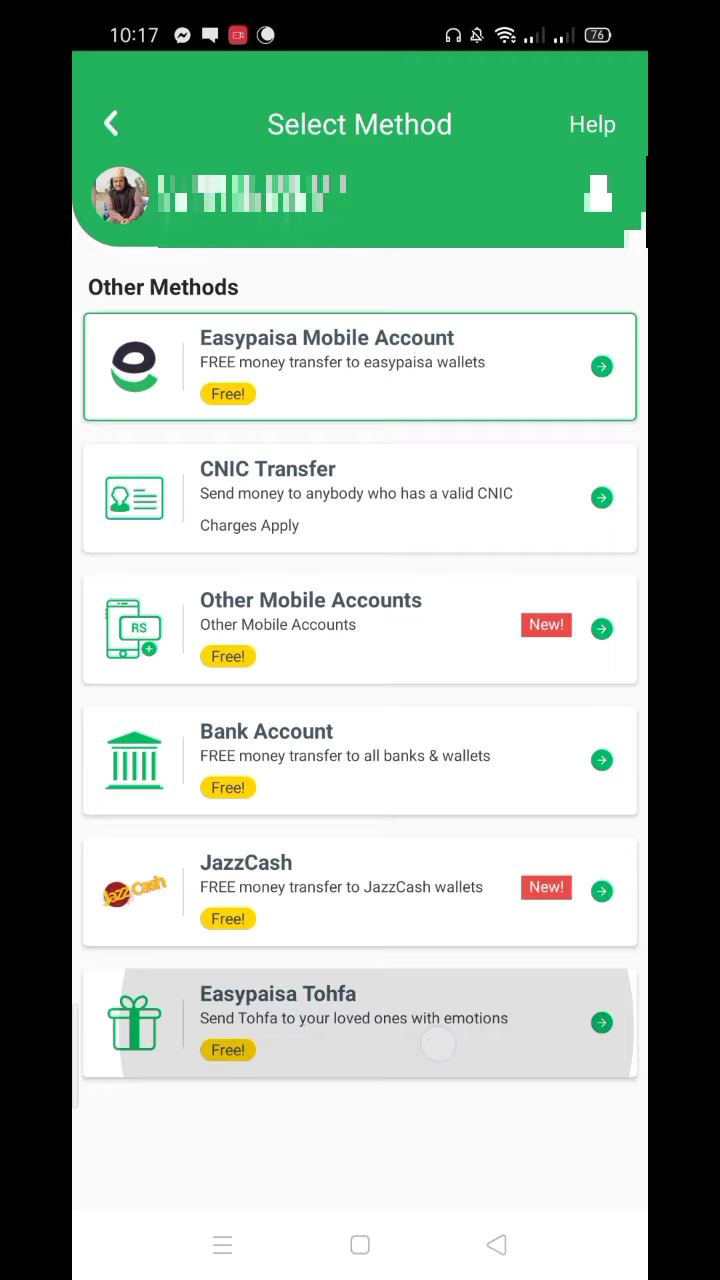 10:17
76
Select Method
Help
Other Methods
Easypaisa Mobile Account
FREE money transfer to easypaisa wallets
Free!
CNIC Transfer
Send money to anybody who has a valid CNIC
Charges Apply
RS
Other Mobile Accounts
Other Mobile Accounts
New!
Free!
Bank Account
FREE money transfer to all banks & wallets
Free!
Jazz Cash
JazzCash
FREE money transfer to JazzCash wallets
New!
Free!
Easypaisa Tohfa
Send Tohfa to your loved ones with emotions
Free!